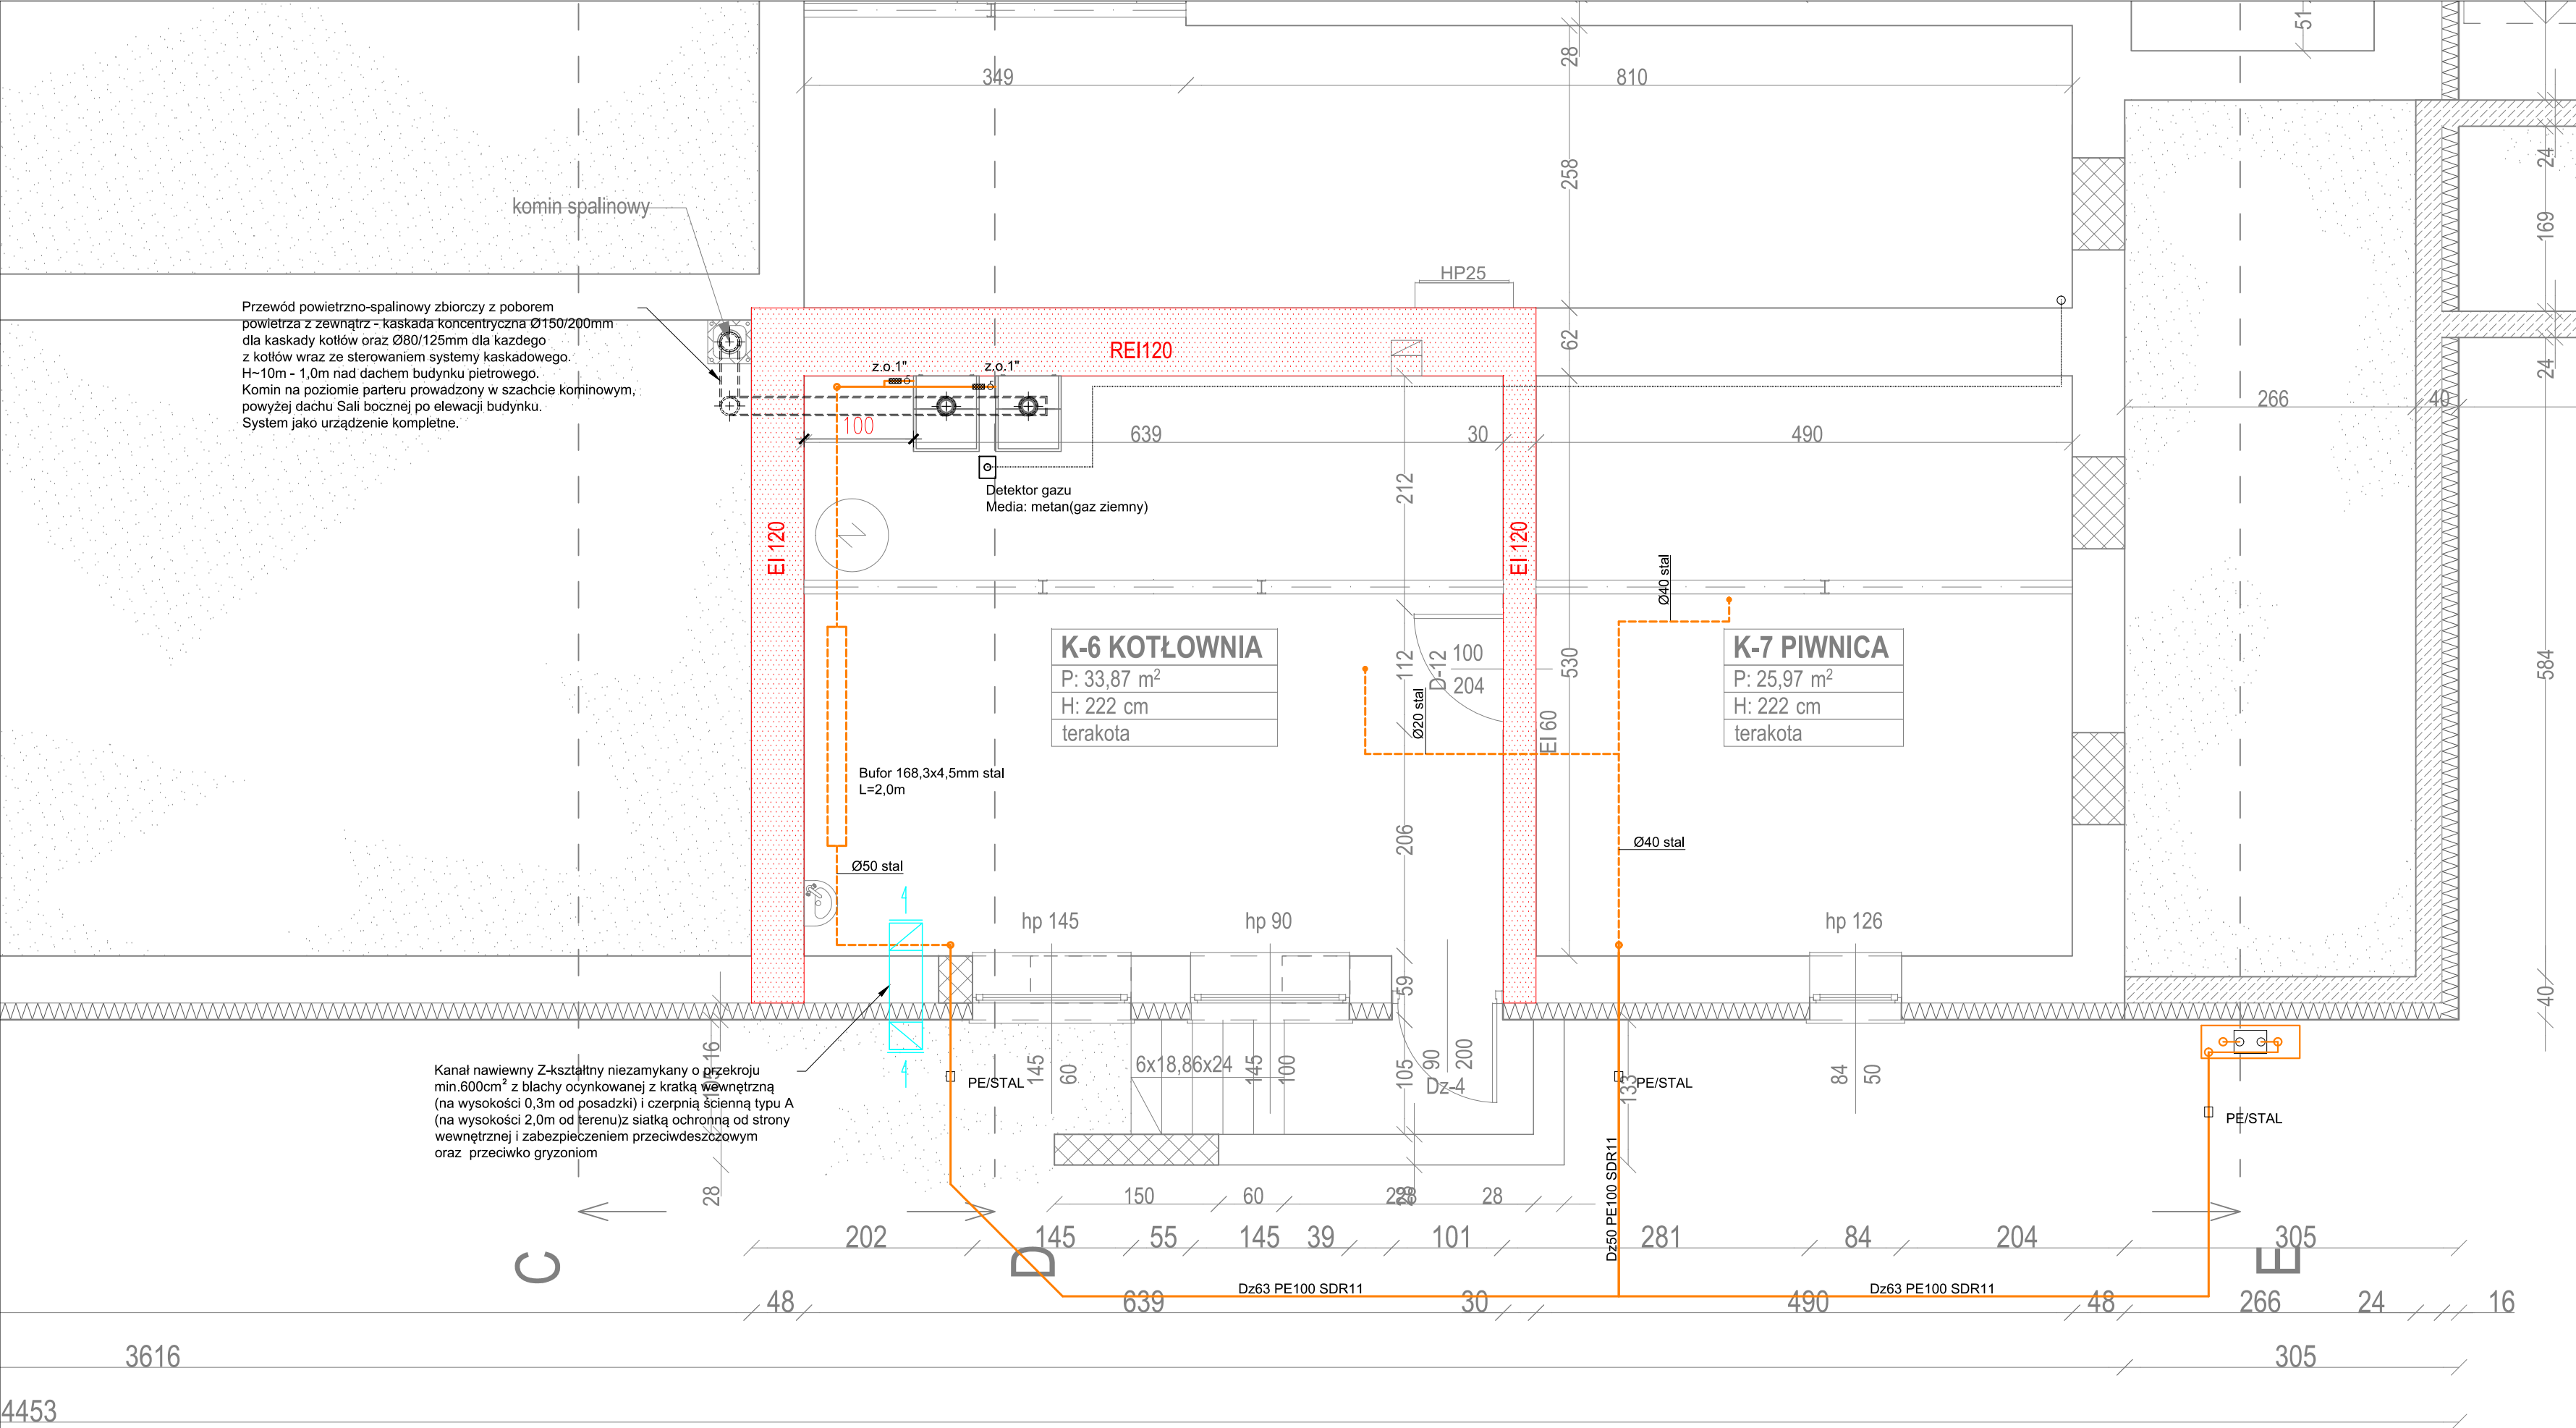 51
28
349
810
258
24
169
komin spalinowy
HP25
Przewód powietrzno-spalinowy zbiorczy z poborem
powietrza z zewnątrz - kaskada koncentryczna Ø150/200mm
dla kaskady kotłów oraz Ø80/125mm dla kazdego
z kotłów wraz ze sterowaniem systemy kaskadowego.
H~10m - 1,0m nad dachem budynku pietrowego.
Komin na poziomie parteru prowadzony w szachcie kominowym,
powyżej dachu Sali bocznej po elewacji budynku.
System jako urządzenie kompletne.
REI120
62
24
z.o.1"
z.o.1"
266
40
100
639
30
490
212
Detektor gazu
Media: metan(gaz ziemny)
EI 120
EI 120
Ø40 stal
K-6 KOTŁOWNIA
P: 33,87 m²
H: 222 cm
terakota
112
D-12
100
204
530
K-7 PIWNICA
P: 25,97 m²
H: 222 cm
terakota
584
Ø20 stal
EI 60
Bufor 168,3x4,5mm stal
L=2,0m
206
Ø40 stal
Ø50 stal
4
hp 145
hp 90
hp 126
59
40
16
105
Kanał nawiewny Z-kształtny niezamykany o przekroju
min.600cm² z blachy ocynkowanej z kratką wewnętrzną
(na wysokości 0,3m od posadzki) i czerpnią ścienną typu A
(na wysokości 2,0m od terenu)z siatką ochronną od strony
wewnętrznej i zabezpieczeniem przeciwdeszczowym
oraz przeciwko gryzoniom
4
PE/STAL
145
60
6x18,86x24
145
100
105
90
200
Dz-4
PE/STAL
133
84
50
PE/STAL
28
150
60
28
28
Dz50 PE100 SDR11
202
145
55
145
39
101
281
84
204
305
C
D
E
Dz63 PE100 SDR11
Dz63 PE100 SDR11
48
639
30
490
48
266
24
16
3616
305
4453